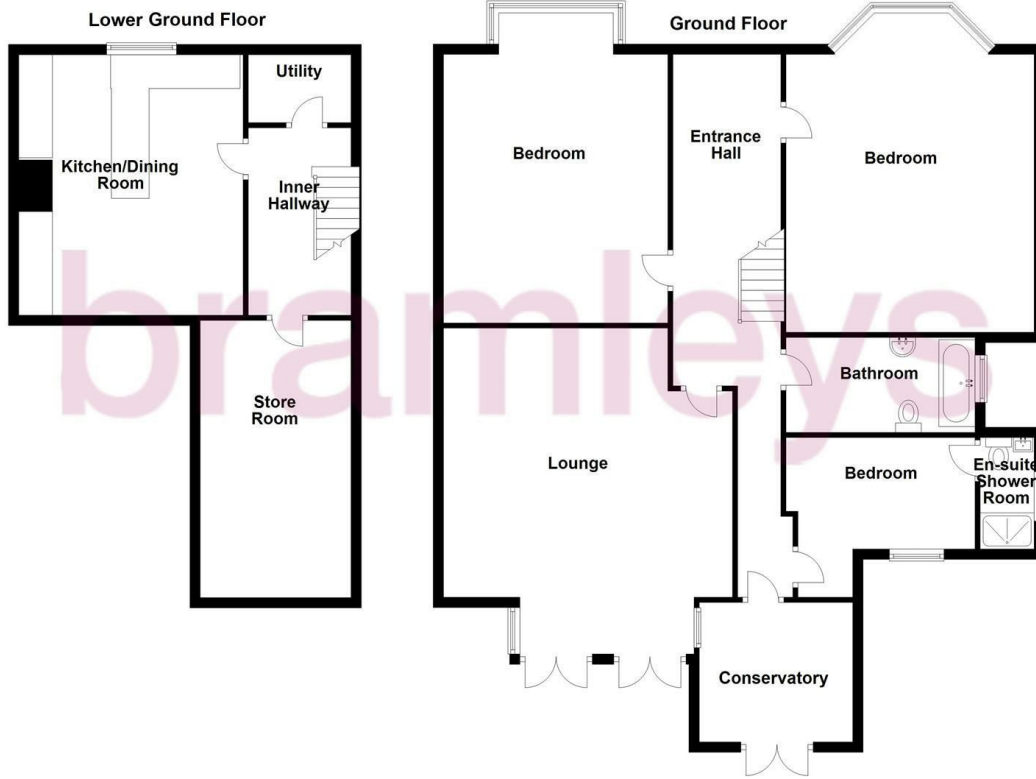 Lower Ground Floor
Utility
Kitchen/Dining
Room
Inner
Hallway
Store
Room
Ground Floor
Bedroom
Entrance
Hall
Bedroom
Bathroom
Lounge
Bedroom
En-suite
Shower
Room
Conservatory
bramleys